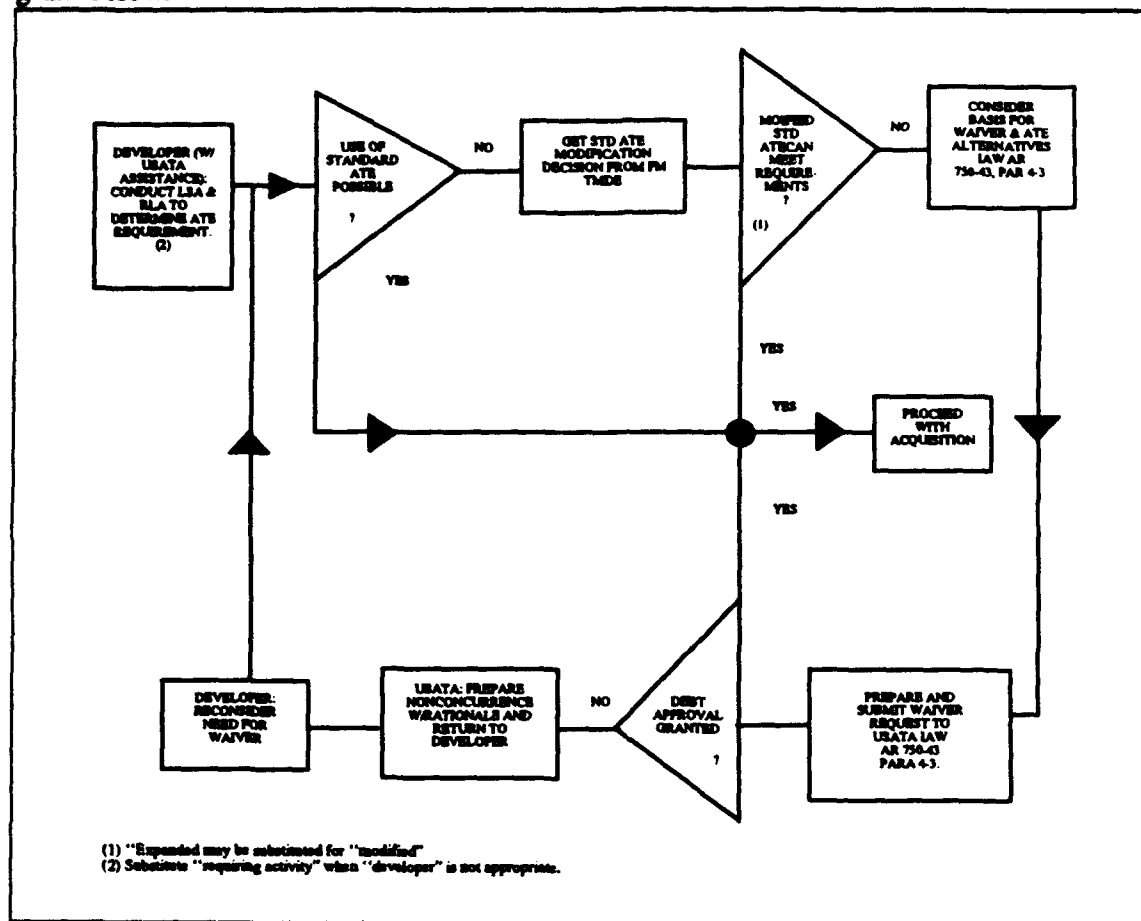 DEVELOPER (W/
USATA
ASSISTANCE):
CONDUCT LSA &
RLA TO
DETERMINE ATE
REQUIREMENT.
(2)
USE OF
STANDARD
ATE
POSSIBLE
?
NO
YES
GET STD ATE
MODIFICATION
DECISION FROM PM
TMDE
MOIFIED
STD
ATECAN
MEET
REQUIRE-
MENTS
?
(1)
NO
YES
CONSIDER
BASIS FOR
WAIVER & ATE
ALTERNATIVES
IAW AR
750-43, PAR 4-3
YES
PROCEED
WITH
ACQUISITION
YES
DEVELOPER:
RECONSIDER
NEED FOR
WAIVER
USATA: PREPARE
NONCONCURRENCE
W/RATIONALE AND
RETURN TO
DEVELOPER
NO
APPROVAL
GRANTED
?
PREPARE AND
SUBMIT WAIVER
REQUEST TO
USATA IAW
AR 750-43
PARA 4-3.
(1) "Expanded may be substituted for "modified"
(2) Substitute "requiring activity" when "developer" is not appropriate.